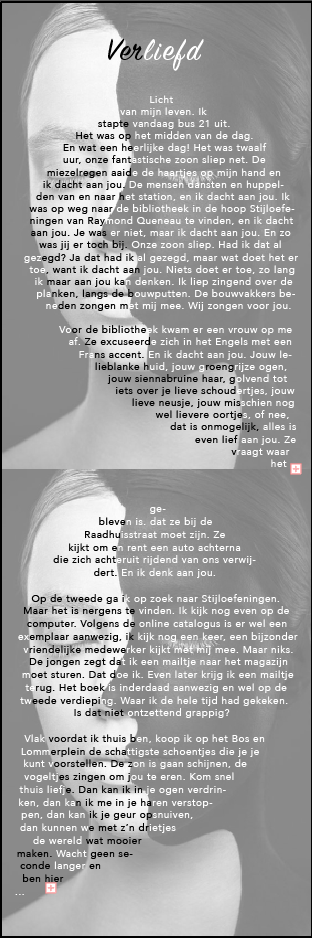 Verliefd
Licht
van mijn leven. Ik
stapte vandaag bus 21 uit.
Het was op het midden van de dag.
En wat een heerlijke dag! Het was twaalf
uur, onze fantastische zoon sliep net. De
miezelregen aaide de haartjes op mijn hand en
ik dacht aan jou. De mensen dansten en huppel-
den van en naar het station, en ik dacht aan jou. Ik
was op weg naar de bibliotheek in de hoop Stijloefe-
ningen van Raymond Queneau te vinden, en ik dacht
aan jou. Je was er niet, maar ik dacht aan jou. En zo
was jij er toch bij. Onze zoon sliep. Had ik dat al
gezegd? Ja dat had ik al gezegd, maar wat doet het er
toe, want ik dacht aan jou. Niets doet er toe, zo lang
ik maar aan jou kan denken. Ik liep zingend over de
planken, langs de bouwputten. De bouwvakkers be-
neden zongen met mij mee. Wij zongen voor jou.
Voor de bibliotheek kwam er een vrouw op me
af. Ze excuseerde zich in het Engels met een
Frans accent. En ik dacht aan jou. Jouw le-
lieblanke huid, jouw groengrijze ogen,
jouw siennabruine haar, golvend tot
iets over je lieve schoudertjes, jouw
lieve neusje, jouw misschien nog
wel lievere oortjes, of nee,
dat is onmogelijk, alles is
even lief aan jou. Ze
vraagt waar
het
ge-
bleven is. dat ze bij de
Raadhuisstraat moet zijn. Ze
kijkt om en rent een auto achterna
die zich achteruit rijdend van ons verwij-
dert. En ik denk aan jou.
Op de tweede ga ik op zoek naar Stijloefeningen.
Maar het is nergens te vinden. Ik kijk nog even op de
computer. Volgens de online catalogus is er wel een
exemplaar aanwezig, ik kijk nog een keer, een bijzonder
vriendelijke medewerker kijkt met mij mee. Maar niks.
De jongen zegt dat ik een mailtje naar het magazijn
moet sturen. Dat doe ik. Even later krijg ik een mailtje
terug. Het boek is inderdaad aanwezig en wel op de
tweede verdieping. Waar ik de hele tijd had gekeken.
Is dat niet ontzettend grappig?
Vlak voordat ik thuis ben, koop ik op het Bos en
Lommerplein de schattigste schoentjes die je je
kunt voorstellen. De zon is gaan schijnen, de
vogeltjes zingen om jou te eren. Kom snel
thuis liefje. Dan kan ik in je ogen verdrin-
ken, dan kan ik me in je haren verstop-
pen, dan kan ik je geur opsnuiven,
dan kunnen we met z'n drietjes
de wereld wat mooier
maken. Wacht geen se-
conde langer en
ben hier
...